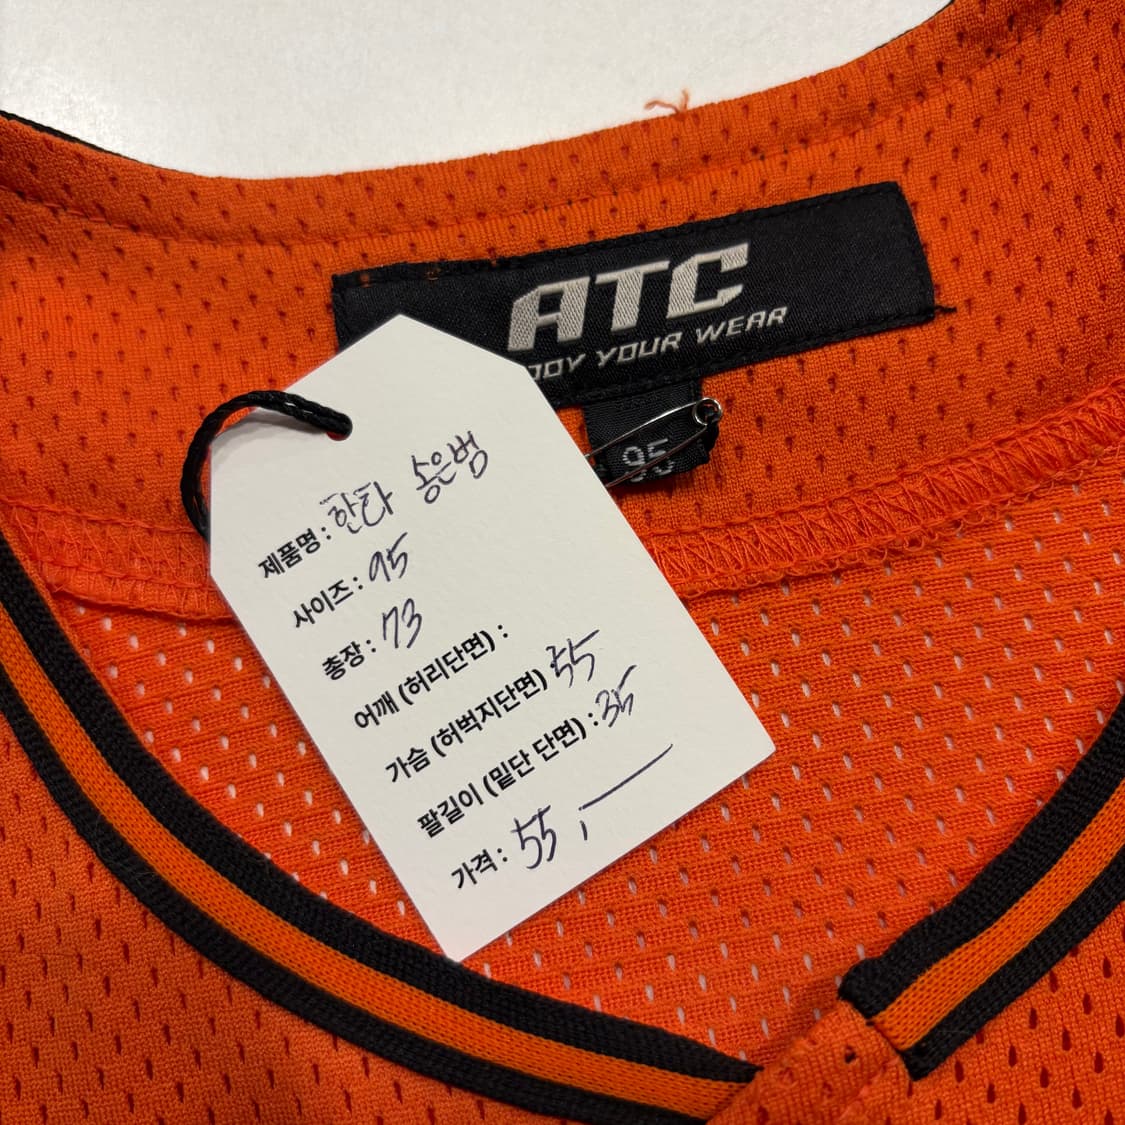 ATC
BODY YOUR WEAR
95
제품명 : 한화 송은범
사이즈 : 95
총장 : 73
어깨 (허리단면) :
가슴 (허벅지단면) 55
팔길이 (밑단 단면) : 35
가격 : 55,—